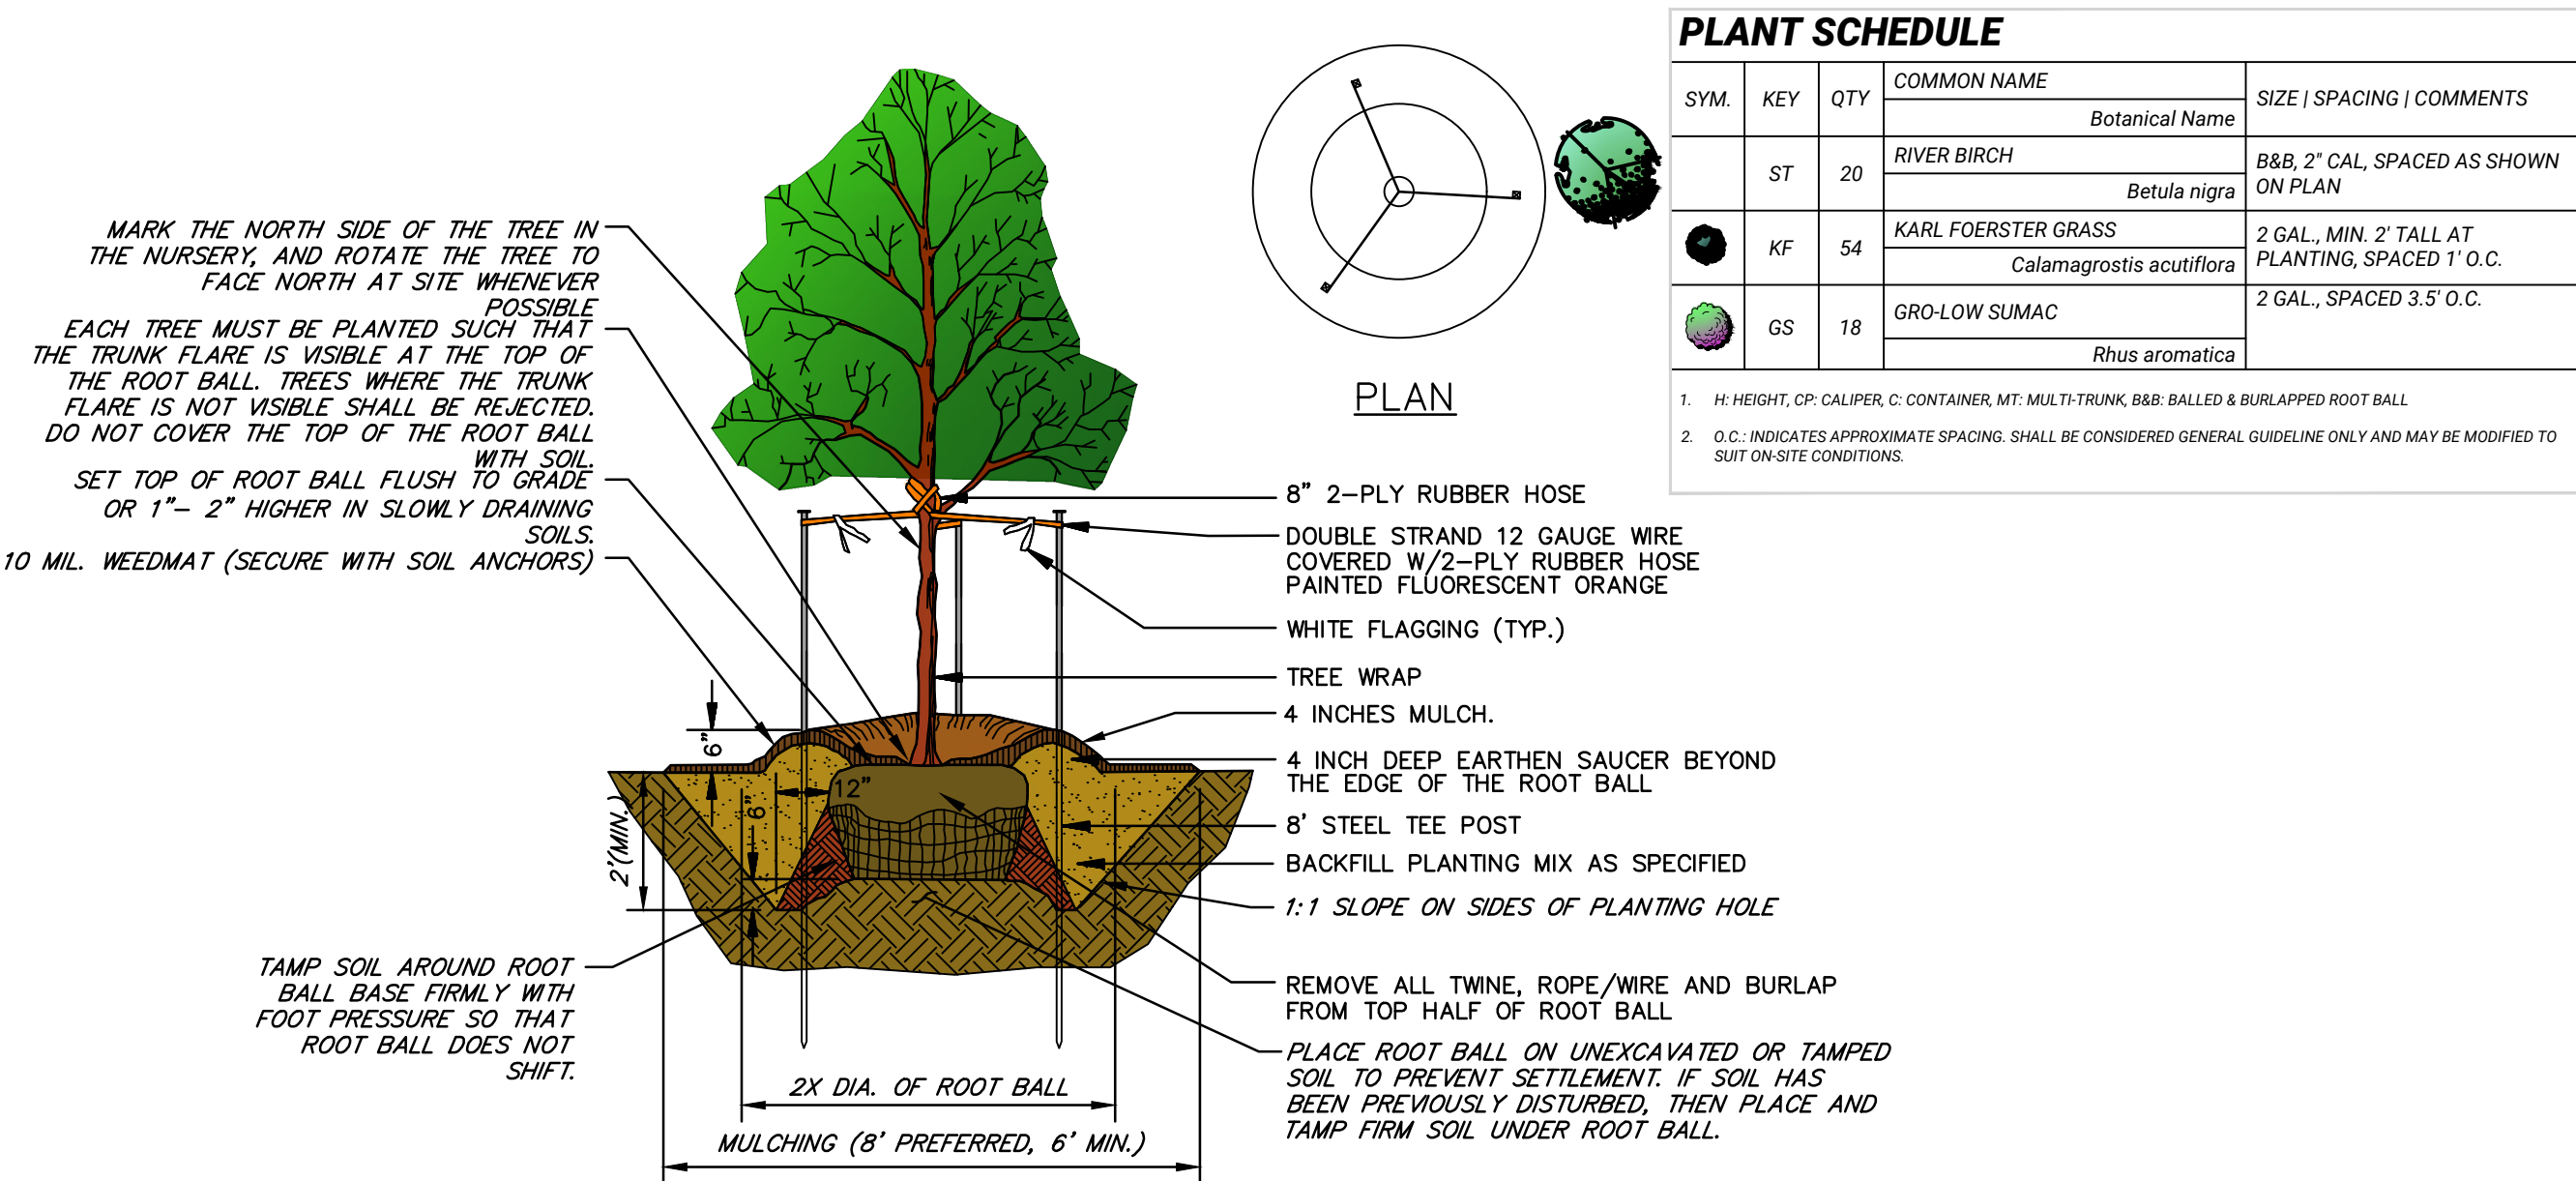 MARK THE NORTH SIDE OF THE TREE IN
THE NURSERY, AND ROTATE THE TREE TO
FACE NORTH AT SITE WHENEVER
POSSIBLE
EACH TREE MUST BE PLANTED SUCH THAT
THE TRUNK FLARE IS VISIBLE AT THE TOP OF
THE ROOT BALL. TREES WHERE THE TRUNK
FLARE IS NOT VISIBLE SHALL BE REJECTED.
DO NOT COVER THE TOP OF THE ROOT BALL
WITH SOIL.
SET TOP OF ROOT BALL FLUSH TO GRADE
OR 1"– 2" HIGHER IN SLOWLY DRAINING
SOILS.
10 MIL. WEEDMAT (SECURE WITH SOIL ANCHORS)
6"
12"
6"
2'(MIN.)
TAMP SOIL AROUND ROOT
BALL BASE FIRMLY WITH
FOOT PRESSURE SO THAT
ROOT BALL DOES NOT
SHIFT.
2X DIA. OF ROOT BALL
MULCHING (8' PREFERRED, 6' MIN.)
PLAN
8" 2–PLY RUBBER HOSE
DOUBLE STRAND 12 GAUGE WIRE
COVERED W/2–PLY RUBBER HOSE
PAINTED FLUORESCENT ORANGE
WHITE FLAGGING (TYP.)
TREE WRAP
4 INCHES MULCH.
4 INCH DEEP EARTHEN SAUCER BEYOND
THE EDGE OF THE ROOT BALL
8' STEEL TEE POST
BACKFILL PLANTING MIX AS SPECIFIED
1:1 SLOPE ON SIDES OF PLANTING HOLE
REMOVE ALL TWINE, ROPE/WIRE AND BURLAP
FROM TOP HALF OF ROOT BALL
PLACE ROOT BALL ON UNEXCAVATED OR TAMPED
SOIL TO PREVENT SETTLEMENT. IF SOIL HAS
BEEN PREVIOUSLY DISTURBED, THEN PLACE AND
TAMP FIRM SOIL UNDER ROOT BALL.
PLANT SCHEDULE
SYM. KEY QTY COMMON NAME SIZE | SPACING | COMMENTS
Botanical Name
ST 20 RIVER BIRCH B&B, 2" CAL, SPACED AS SHOWN
Betula nigra ON PLAN
KF 54 KARL FOERSTER GRASS 2 GAL., MIN. 2' TALL AT
Calamagrostis acutiflora PLANTING, SPACED 1' O.C.
GS 18 GRO-LOW SUMAC 2 GAL., SPACED 3.5' O.C.
Rhus aromatica
1. H: HEIGHT, CP: CALIPER, C: CONTAINER, MT: MULTI-TRUNK, B&B: BALLED & BURLAPPED ROOT BALL
2. O.C.: INDICATES APPROXIMATE SPACING. SHALL BE CONSIDERED GENERAL GUIDELINE ONLY AND MAY BE MODIFIED TO
SUIT ON-SITE CONDITIONS.